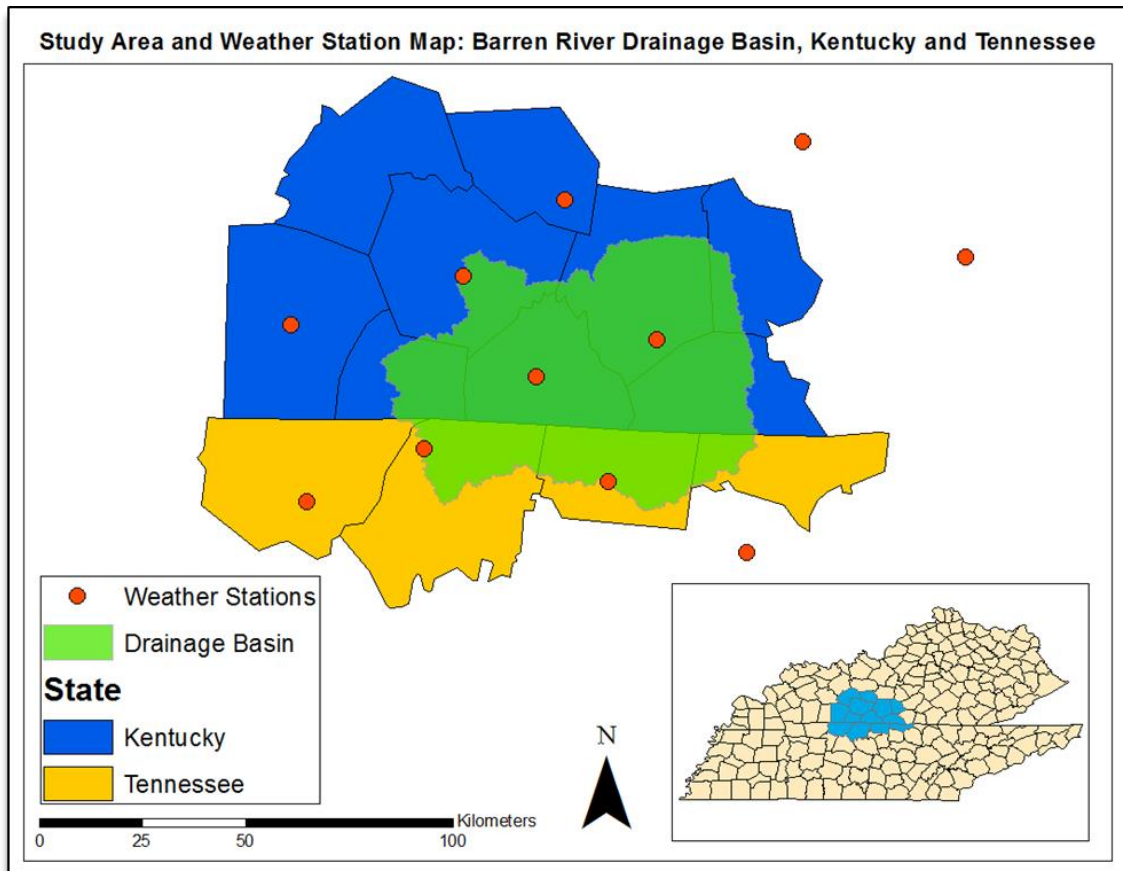 Study Area and Weather Station Map: Barren River Drainage Basin, Kentucky and Tennessee
Weather Stations
Drainage Basin
State
Kentucky
Tennessee
N
Kilometers
0 25 50 100